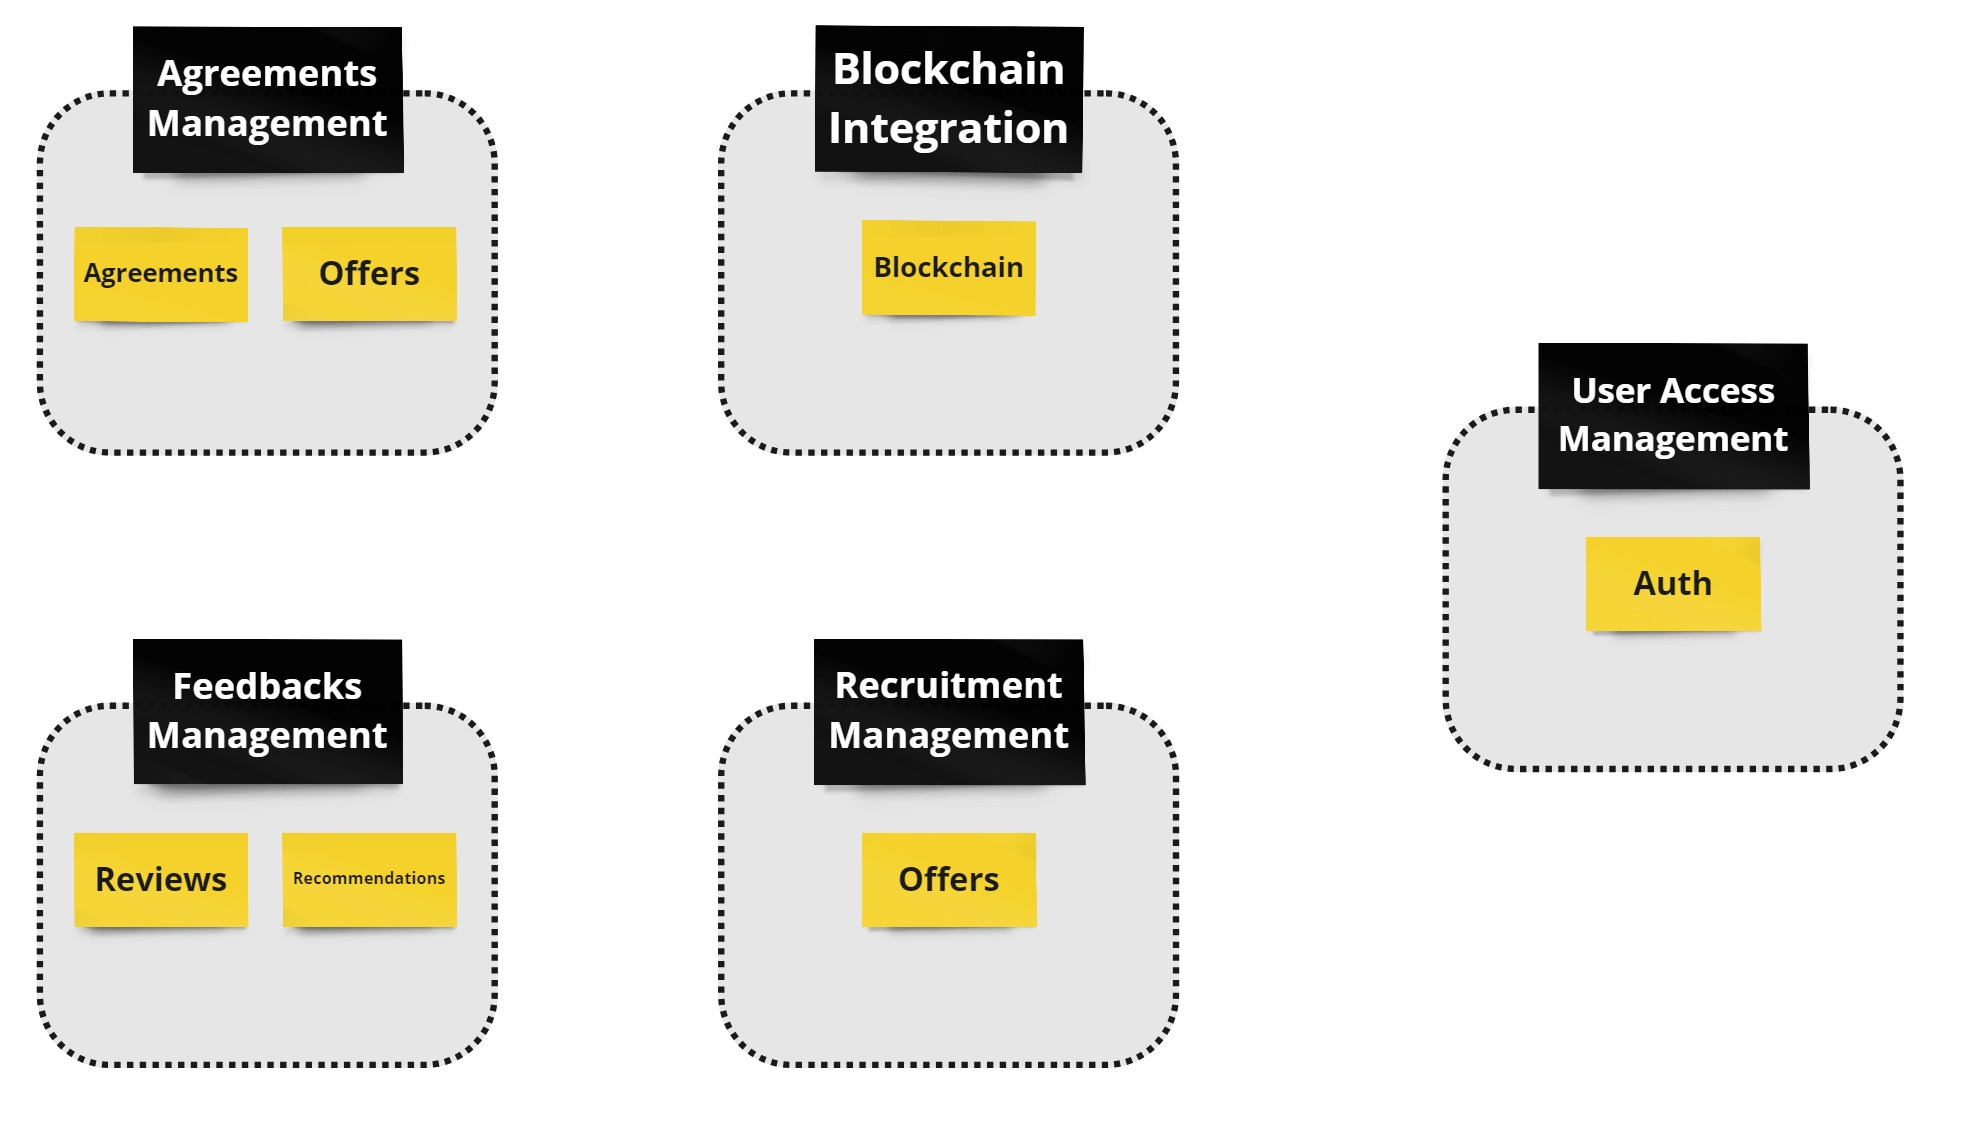 Agreements
Management
Agreements
Offers
Blockchain
Integration
Blockchain
User Access
Management
Auth
Feedbacks
Management
Reviews
Recommendations
Recruitment
Management
Offers